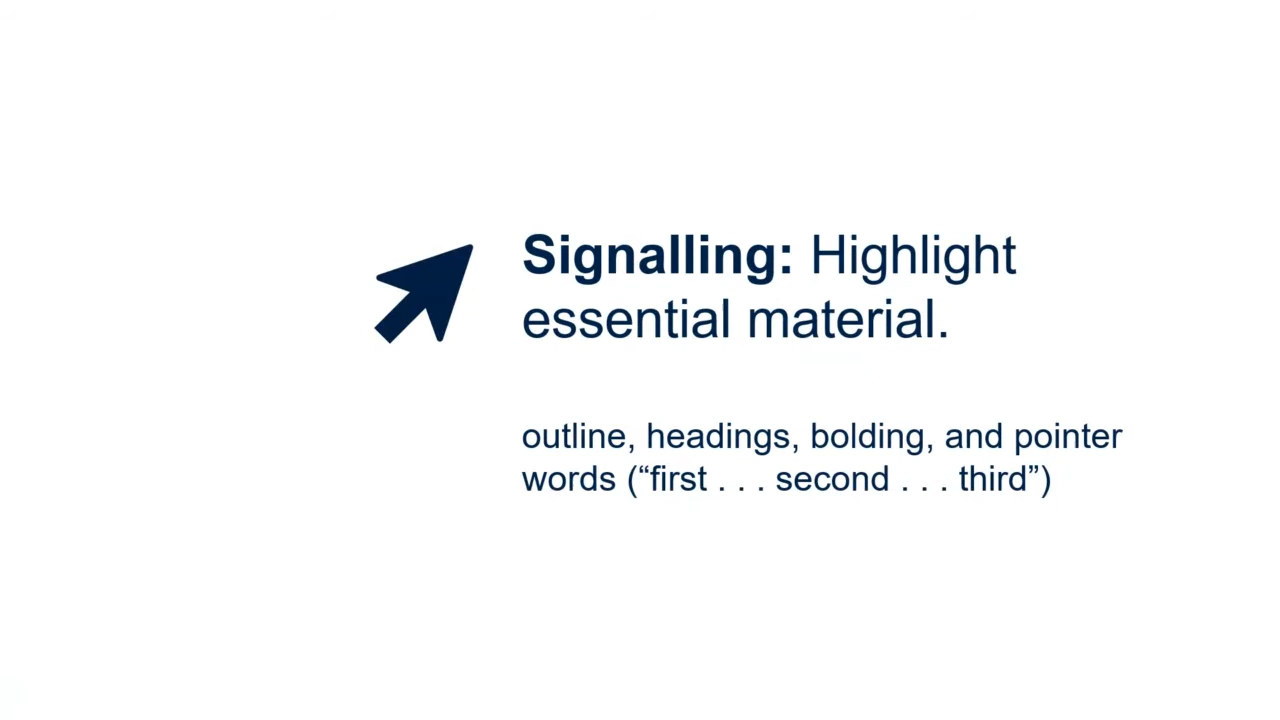 Signalling: Highlight
essential material.
outline, headings, bolding, and pointer
words (“first . . . second . . . third”)